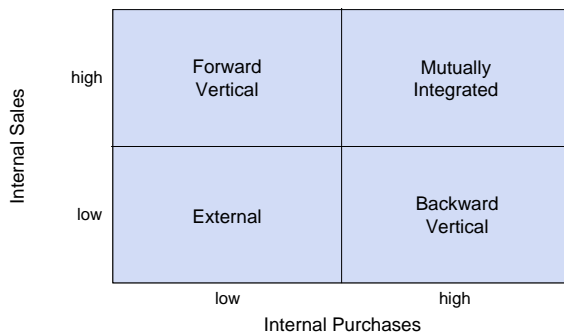 Internal Sales
high
Forward
Vertical
Mutually
Integrated
low
External
Backward
Vertical
low
high
Internal Purchases